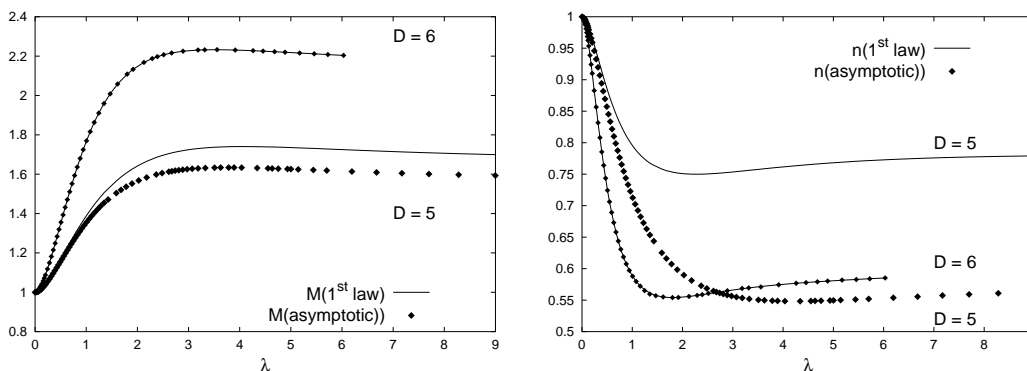 2.4
2.2
2
1.8
1.6
1.4
1.2
1
0.8
D = 6
D = 5
M(1st law)
M(asymptotic))
0 1 2 3 4 5 6 7 8 9
λ
1
0.95
0.9
0.85
0.8
0.75
0.7
0.65
0.6
0.55
0.5
n(1st law)
n(asymptotic))
D = 5
D = 6
D = 5
0 1 2 3 4 5 6 7 8
λ